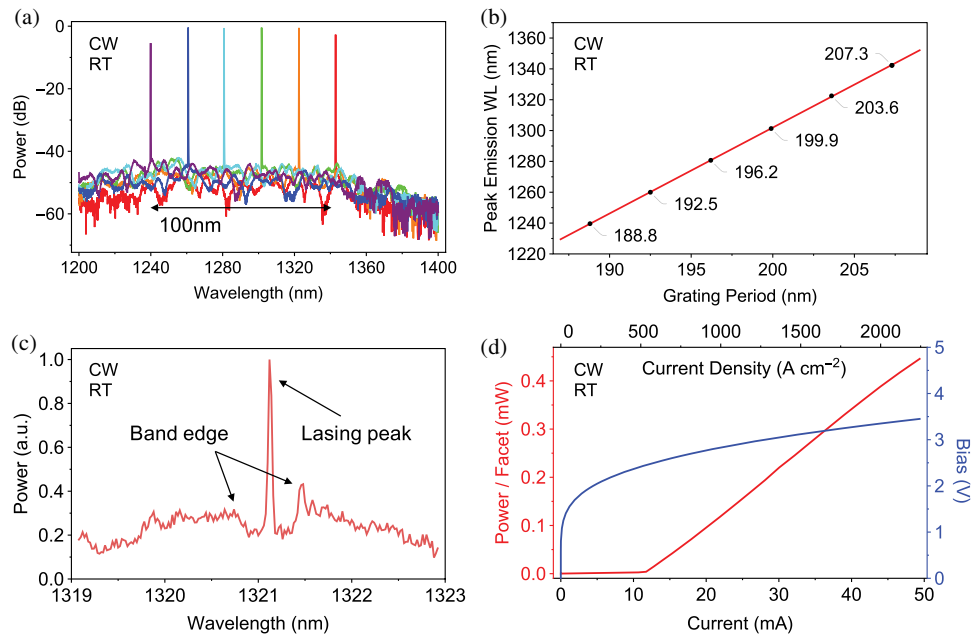 (a)
CW
RT
0
−20
−40
−60
Power (dB)
100nm
1200 1240 1280 1320 1360 1400
Wavelength (nm)
(b)
CW
RT
1360
1340
1320
1300
1280
1260
1240
1220
Peak Emission WL (nm)
207.3
203.6
199.9
196.2
192.5
188.8
190 195 200 205
Grating Period (nm)
(c)
CW
RT
1.0
0.8
0.6
0.4
0.2
0.0
Power (a.u.)
Band edge
Lasing peak
1319 1320 1321 1322 1323
Wavelength (nm)
(d)
0 500 1000 1500 2000
Current Density (A cm⁻²)
CW
RT
0.4
0.3
0.2
0.1
0.0
Power / Facet (mW)
5
4
3
2
1
0
Bias (V)
0 10 20 30 40 50
Current (mA)